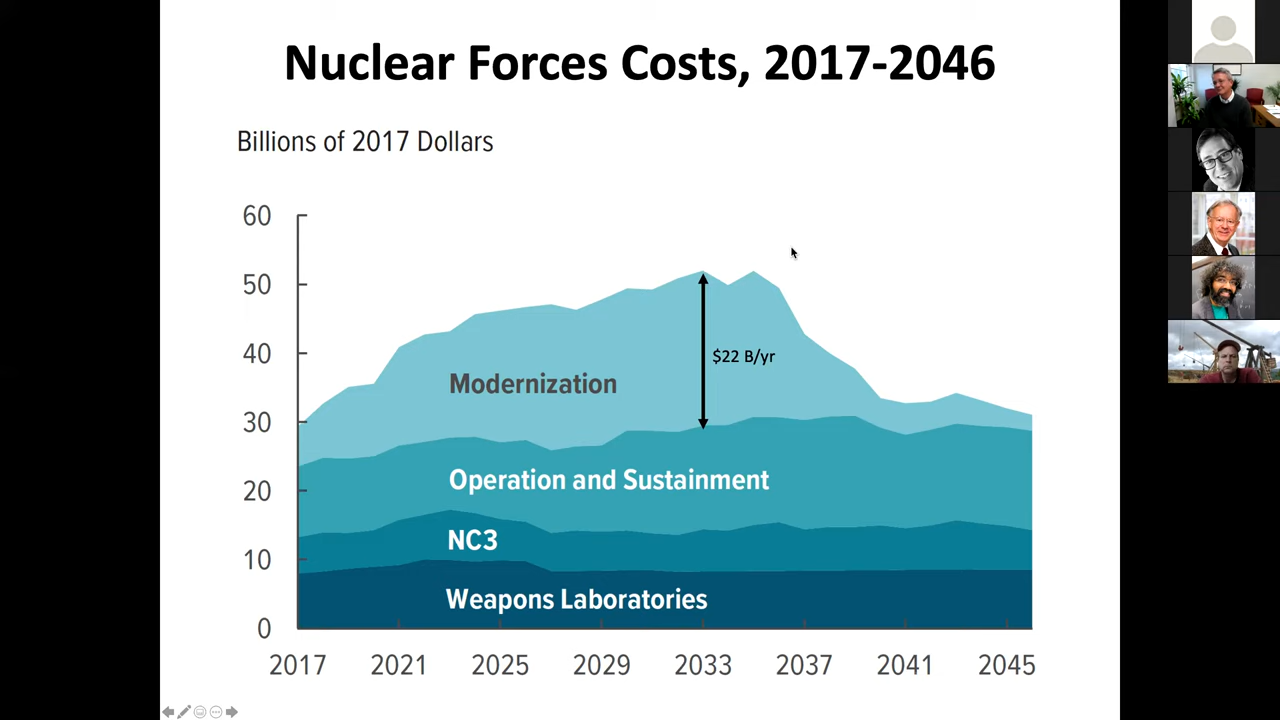 Nuclear Forces Costs, 2017-2046
Billions of 2017 Dollars
60
50
40
30
20
10
0
$22 B/yr
Modernization
Operation and Sustainment
NC3
Weapons Laboratories
2017 2021 2025 2029 2033 2037 2041 2045